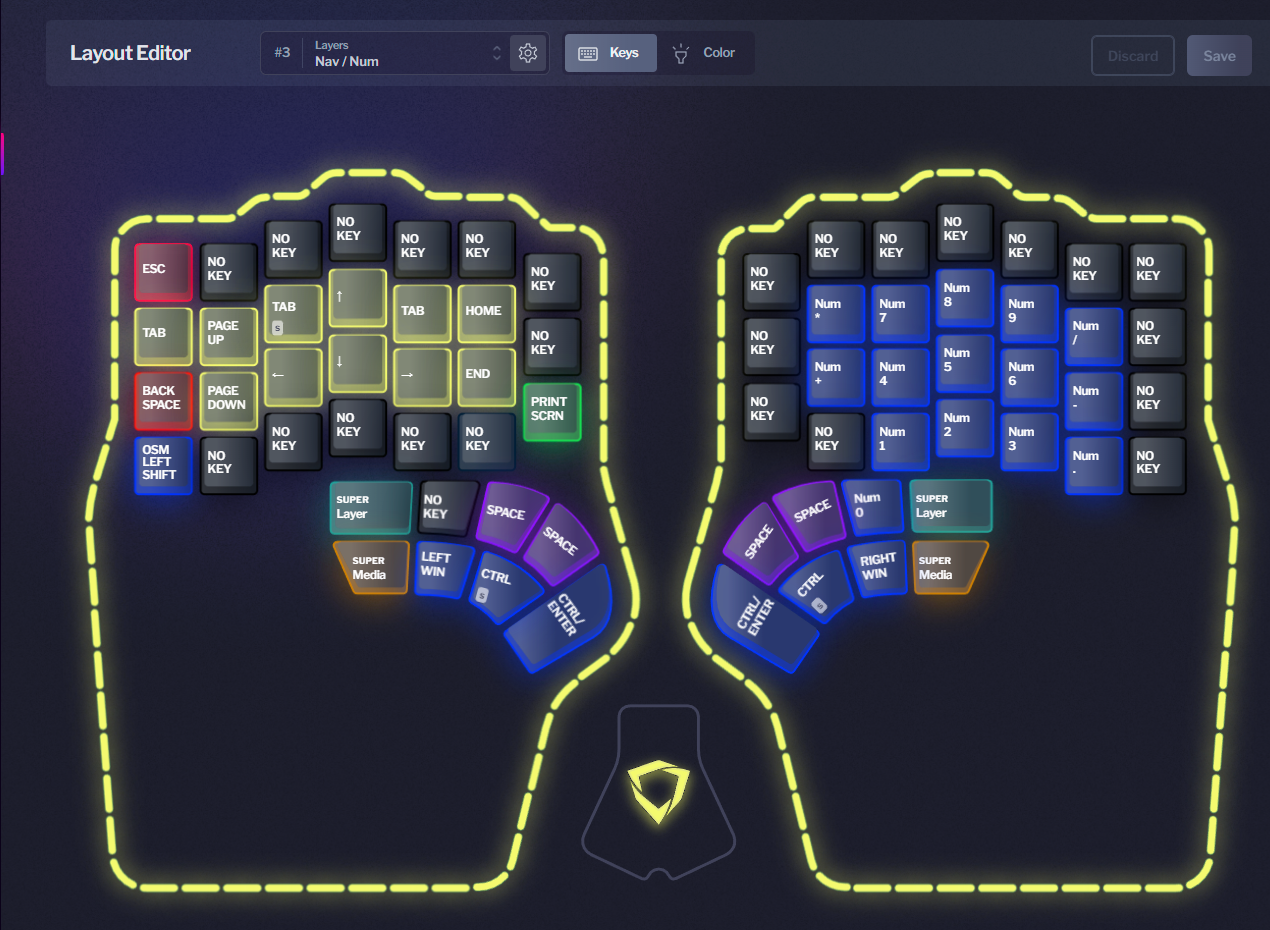 Layout Editor
#3
Layers
Nav / Num
Keys
Color
Discard
Save
ESC
NO
KEY
NO
KEY
NO
KEY
NO
KEY
NO
KEY
NO
KEY
TAB
PAGE
UP
TAB
s
↑
TAB
HOME
NO
KEY
BACK
SPACE
PAGE
DOWN
←
↓
→
END
PRINT
SCRN
OSM
LEFT
SHIFT
NO
KEY
NO
KEY
NO
KEY
NO
KEY
NO
KEY
SUPER
Layer
NO
KEY
SPACE
SPACE
SUPER
Media
LEFT
WIN
CTRL
s
CTRL/
ENTER
NO
KEY
NO
KEY
NO
KEY
NO
KEY
NO
KEY
NO
KEY
NO
KEY
NO
KEY
Num
*
Num
7
Num
8
Num
9
Num
/
NO
KEY
NO
KEY
Num
+
Num
4
Num
5
Num
6
Num
-
NO
KEY
NO
KEY
Num
1
Num
2
Num
3
Num
.
NO
KEY
SPACE
SPACE
Num
0
SUPER
Layer
CTRL/
ENTER
CTRL
s
RIGHT
WIN
SUPER
Media